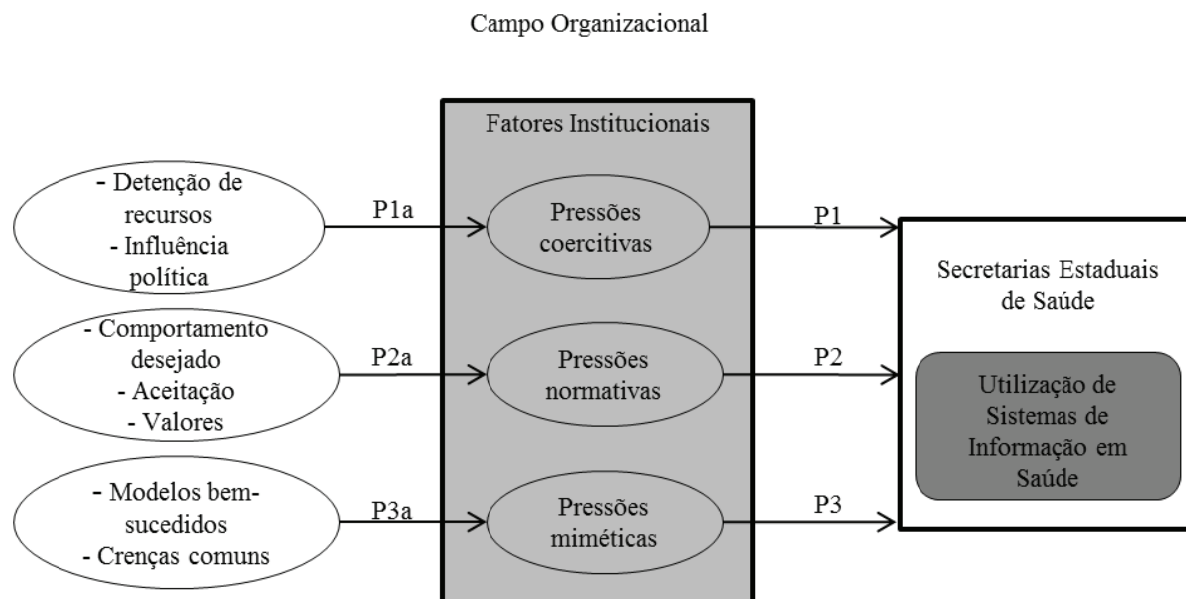 Campo Organizacional
Fatores Institucionais
- Detenção de
recursos
- Influência
política
P1a
Pressões
coercitivas
P1
- Comportamento
desejado
- Aceitação
- Valores
P2a
Pressões
normativas
P2
- Modelos bem-
sucedidos
- Crenças comuns
P3a
Pressões
miméticas
P3
Secretarias Estaduais
de Saúde
Utilização de
Sistemas de
Informação em
Saúde